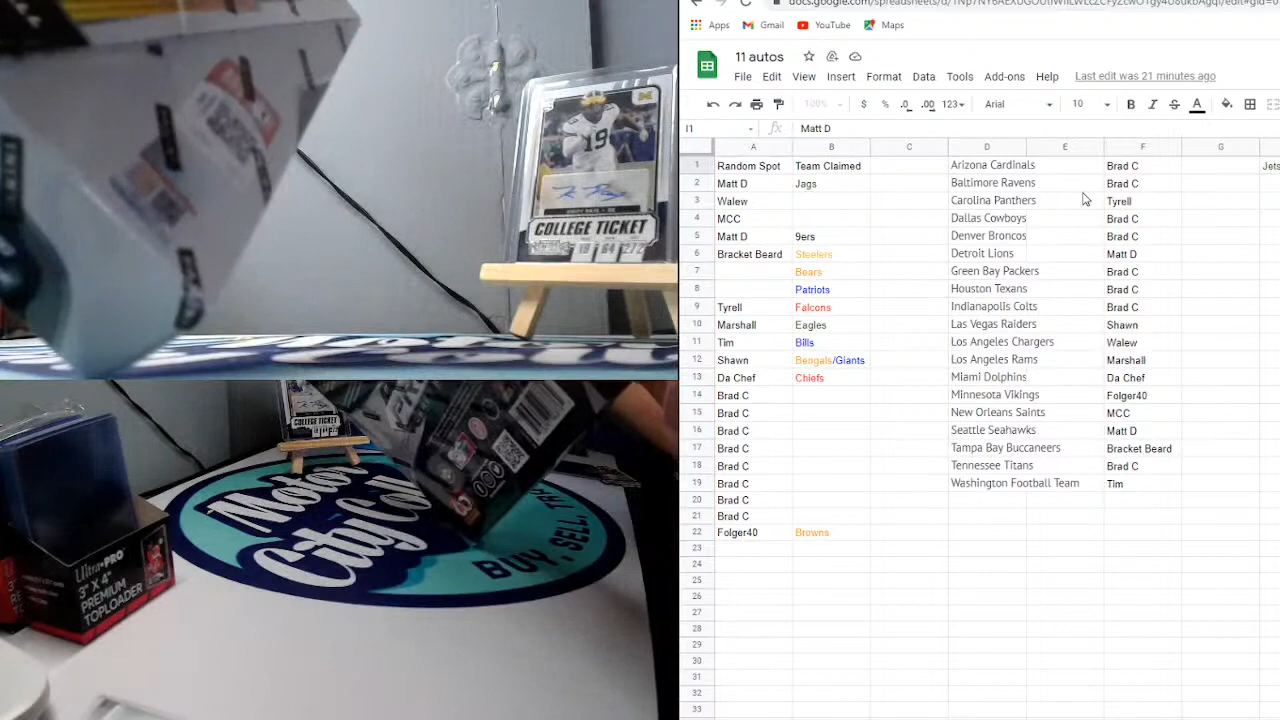 19
COLLEGE TICKET
COLLEGE TICKET
Motor
City Coll
BUY, SELL, TRA
Ultra·PRO
3" X 4"
PREMIUM
TOPLOADER
Apps Gmail YouTube Maps
11 autos
File Edit View Insert Format Data Tools Add-ons Help Last edit was 21 minutes ago
100% $ % .0 .00 123 Arial 10 B I S A
I1 fx Matt D
A B C D E F G
1 Random Spot Team Claimed Arizona Cardinals Brad C Jets
2 Matt D Jags Baltimore Ravens Brad C
3 Walew Carolina Panthers Tyrell
4 MCC Dallas Cowboys Brad C
5 Matt D 9ers Denver Broncos Brad C
6 Bracket Beard Steelers Detroit Lions Matt D
7 Bears Green Bay Packers Brad C
8 Patriots Houston Texans Brad C
9 Tyrell Falcons Indianapolis Colts Brad C
10 Marshall Eagles Las Vegas Raiders Shawn
11 Tim Bills Los Angeles Chargers Walew
12 Shawn Bengals/Giants Los Angeles Rams Marshall
13 Da Chef Chiefs Miami Dolphins Da Chef
14 Brad C Minnesota Vikings Folger40
15 Brad C New Orleans Saints MCC
16 Brad C Seattle Seahawks Matt D
17 Brad C Tampa Bay Buccaneers Bracket Beard
18 Brad C Tennessee Titans Brad C
19 Brad C Washington Football Team Tim
20 Brad C
21 Brad C
22 Folger40 Browns
23
24
25
26
27
28
29
30
31
32
33